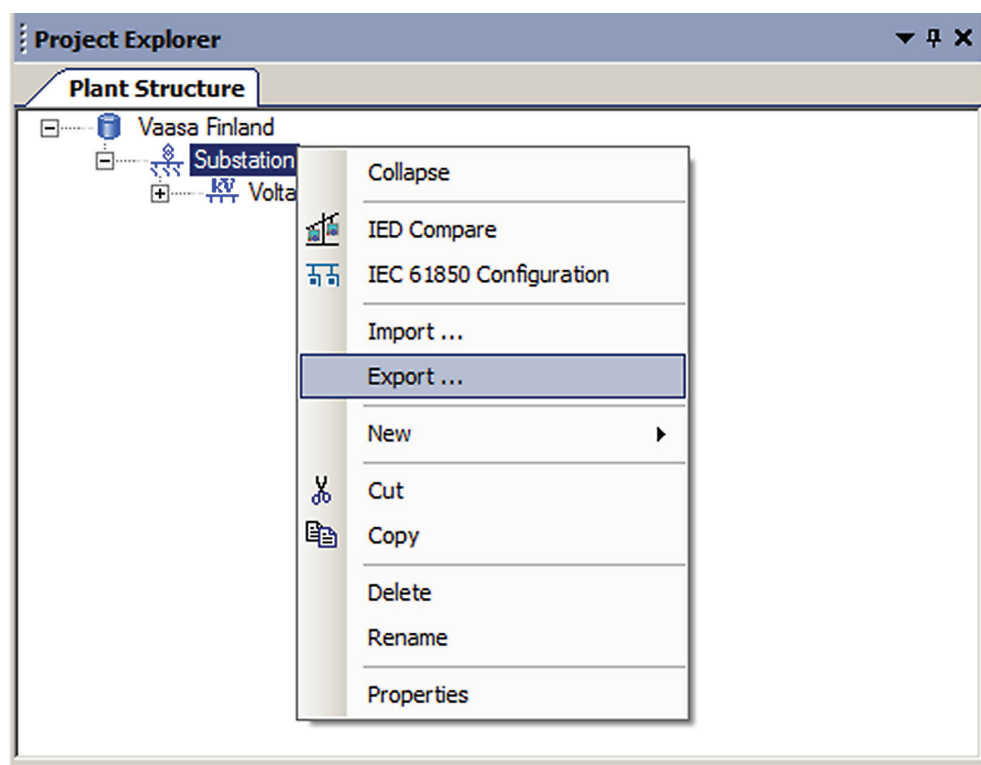 Project Explorer
Plant Structure
Vaasa Finland
Substation
KV Volta
Collapse
IED Compare
IEC 61850 Configuration
Import ...
Export ...
New
Cut
Copy
Delete
Rename
Properties